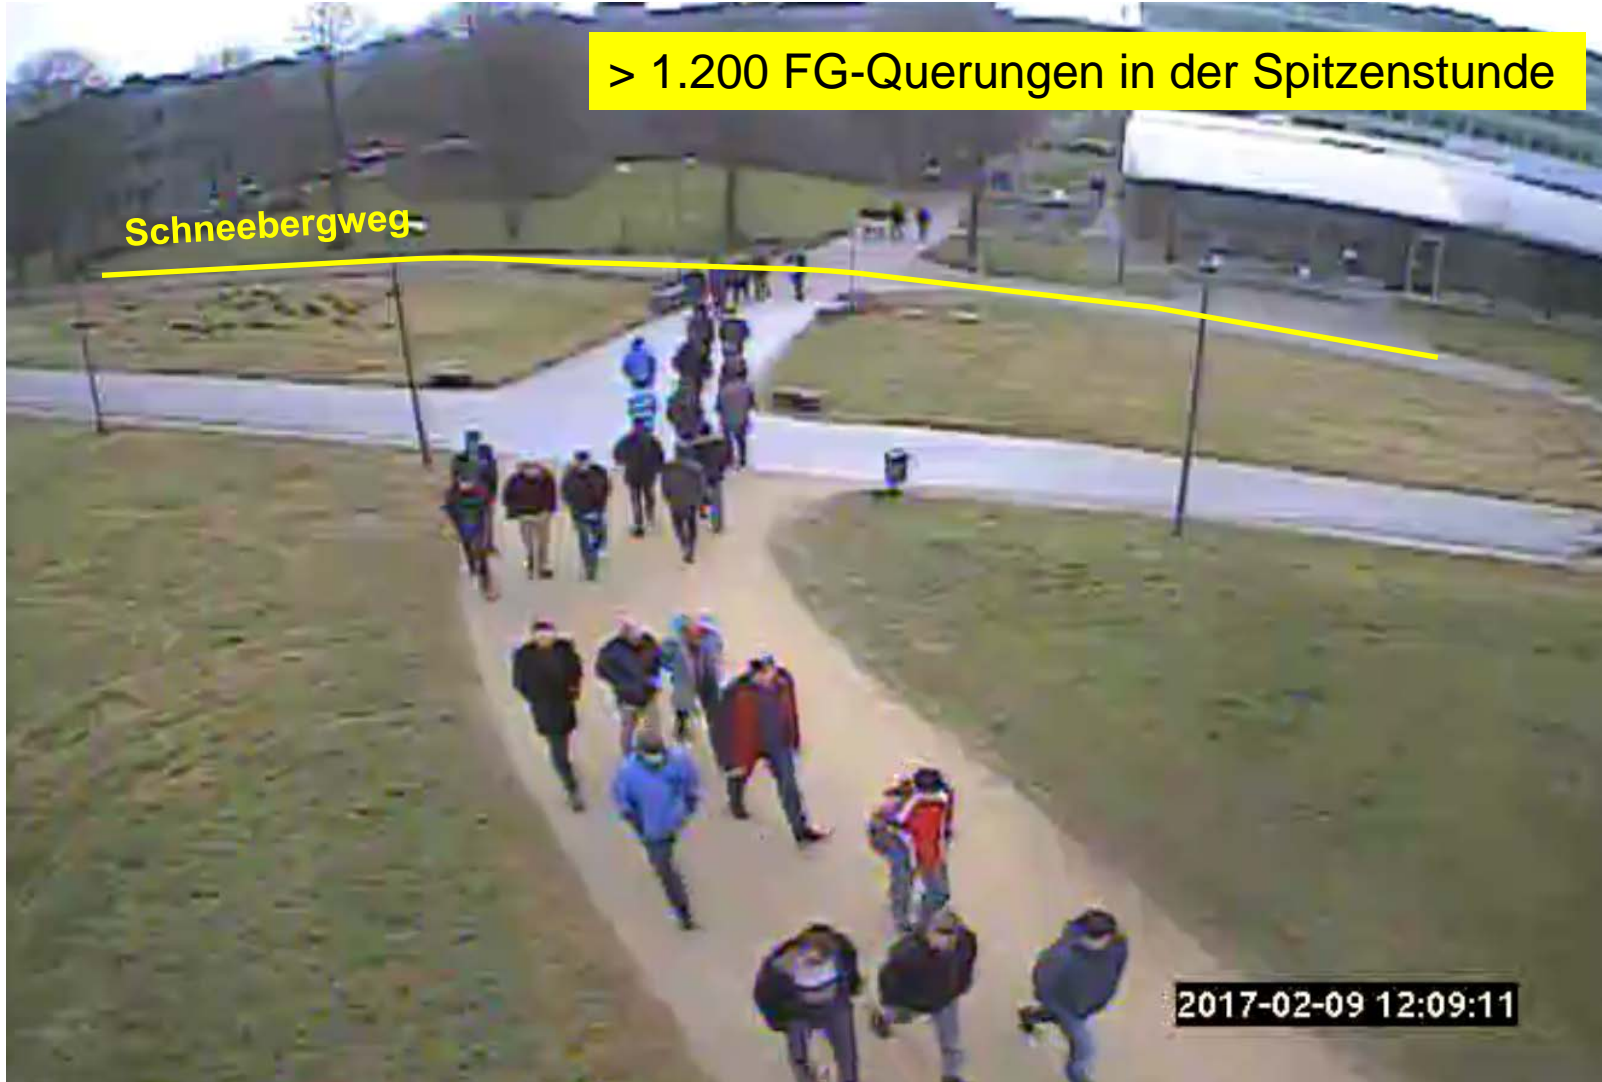 > 1.200 FG-Querungen in der Spitzenstunde
Schneebergweg
2017-02-09 12:09:11